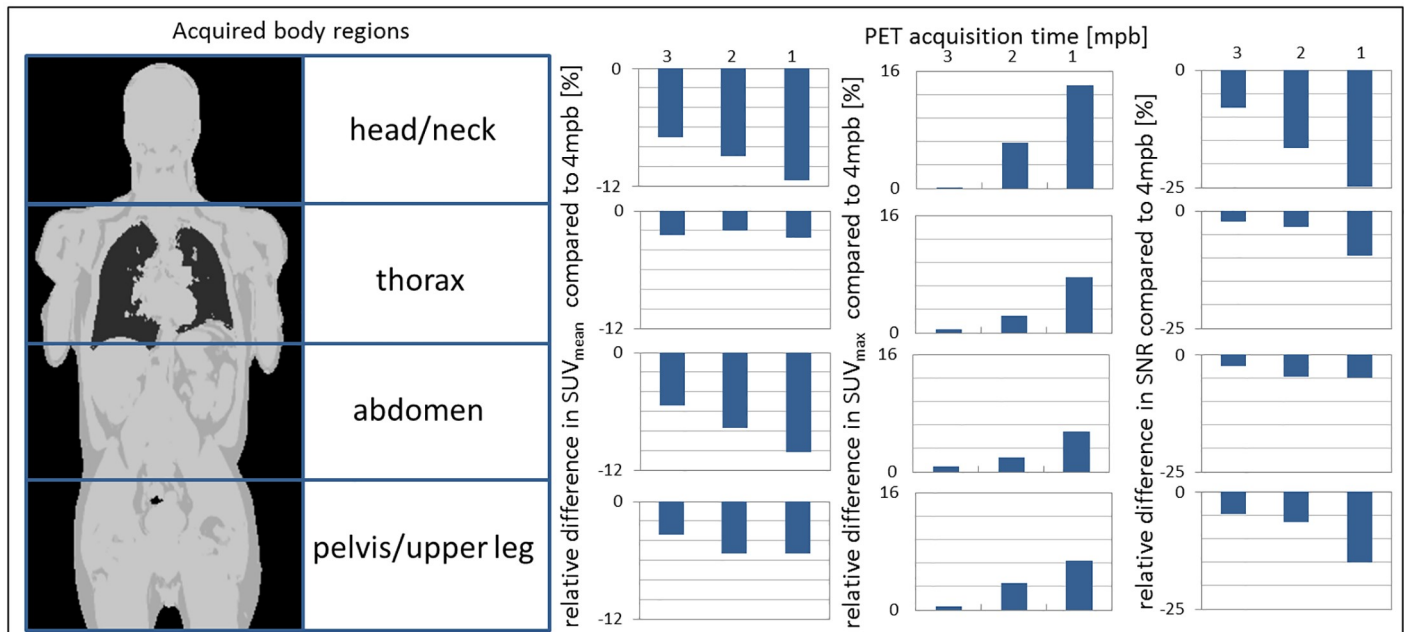 Acquired body regions
head/neck
thorax
abdomen
pelvis/upper leg
PET acquisition time [mpb]
relative difference in SUVmean compared to 4mpb [%]
3 2 1
0
-12
0
-12
0
-12
0
-12
relative difference in SUVmax compared to 4mpb [%]
3 2 1
16
0
16
0
16
0
16
0
relative difference in SNR compared to 4mpb [%]
3 2 1
0
-25
0
-25
0
-25
0
-25